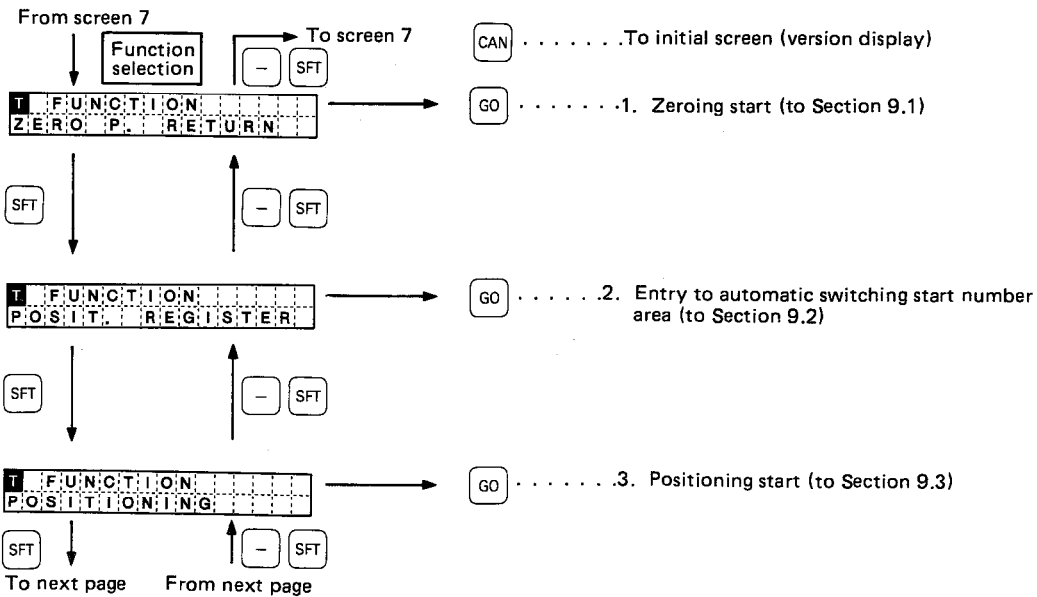 From screen 7
Function selection
To screen 7
– SFT
CAN . . . . . . .To initial screen (version display)
T FUNCTION
ZERO P. RETURN
GO . . . . . . .1. Zeroing start (to Section 9.1)
SFT
– SFT
T FUNCTION
POSIT. REGISTER
GO . . . . . .2. Entry to automatic switching start number
area (to Section 9.2)
SFT
– SFT
T FUNCTION
POSITIONING
GO . . . . . . .3. Positioning start (to Section 9.3)
SFT
– SFT
To next page
From next page